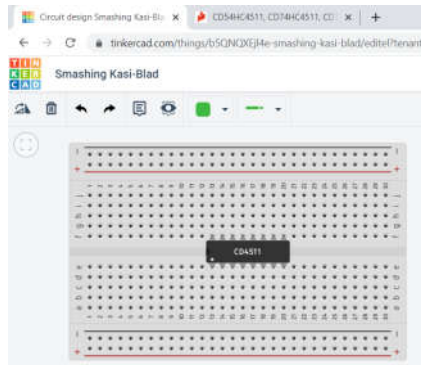 Circuit design Smashing Kasi-Bla
CD54HC4511, CD74HC4511, CD
tinkercad.com/things/b5QNQXEjl4e-smashing-kasi-blad/editel?tenant
TIN
KER
CAD
Smashing Kasi-Blad
CD4511